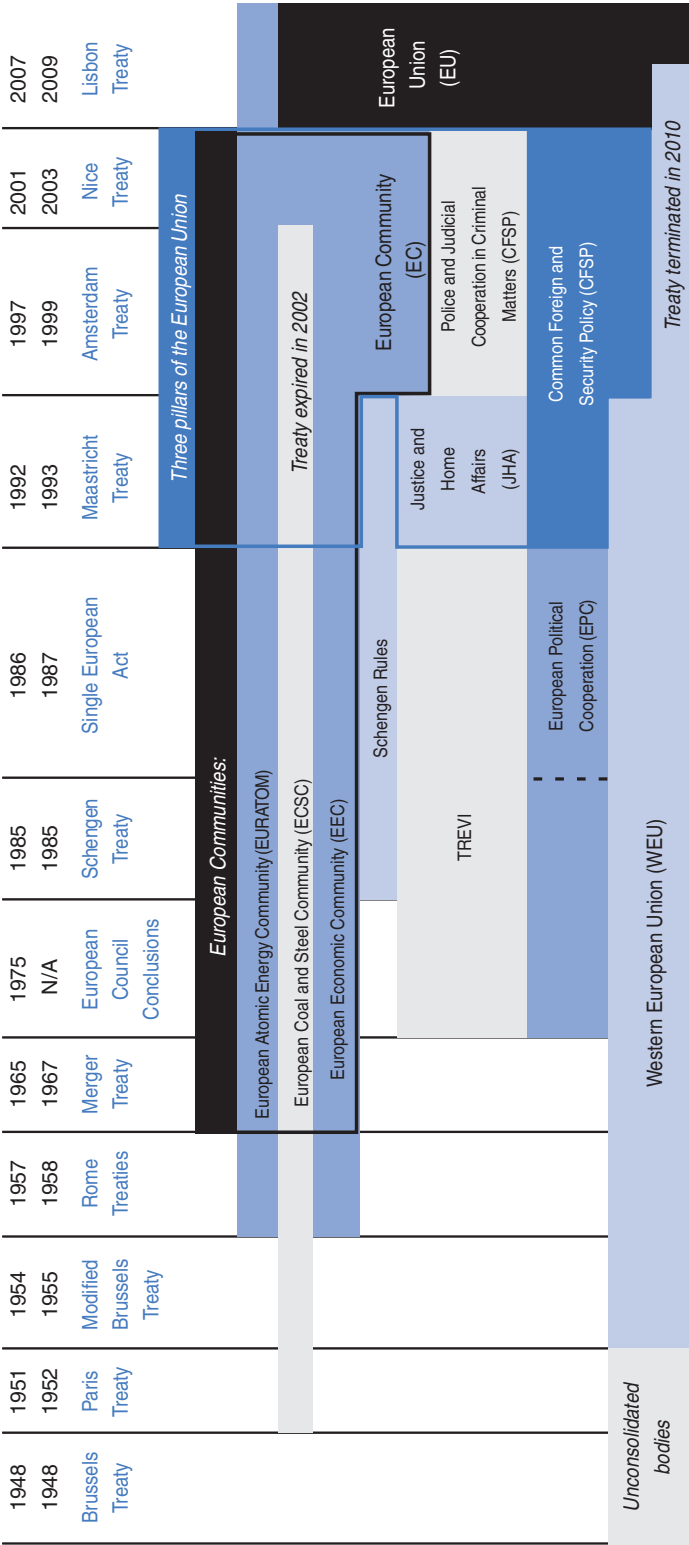 1948
1948
Brussels
Treaty
1951
1952
Paris
Treaty
1954
1955
Modified
Brussels
Treaty
1957
1958
Rome
Treaties
1965
1967
Merger
Treaty
1975
N/A
European
Council
Conclusions
1985
1985
Schengen
Treaty
1986
1987
Single European
Act
1992
1993
Maastricht
Treaty
1997
1999
Amsterdam
Treaty
2001
2003
Nice
Treaty
2007
2009
Lisbon
Treaty
Three pillars of the European Union
European Communities:
European Atomic Energy Community (EURATOM)
European Coal and Steel Community (ECSC)
Treaty expired in 2002
European Economic Community (EEC)
European Community
(EC)
European
Union
(EU)
Schengen Rules
TREVI
Justice and
Home
Affairs
(JHA)
Police and Judicial
Cooperation in Criminal
Matters (CFSP)
European Political
Cooperation (EPC)
Common Foreign and
Security Policy (CFSP)
Unconsolidated
bodies
Western European Union (WEU)
Treaty terminated in 2010